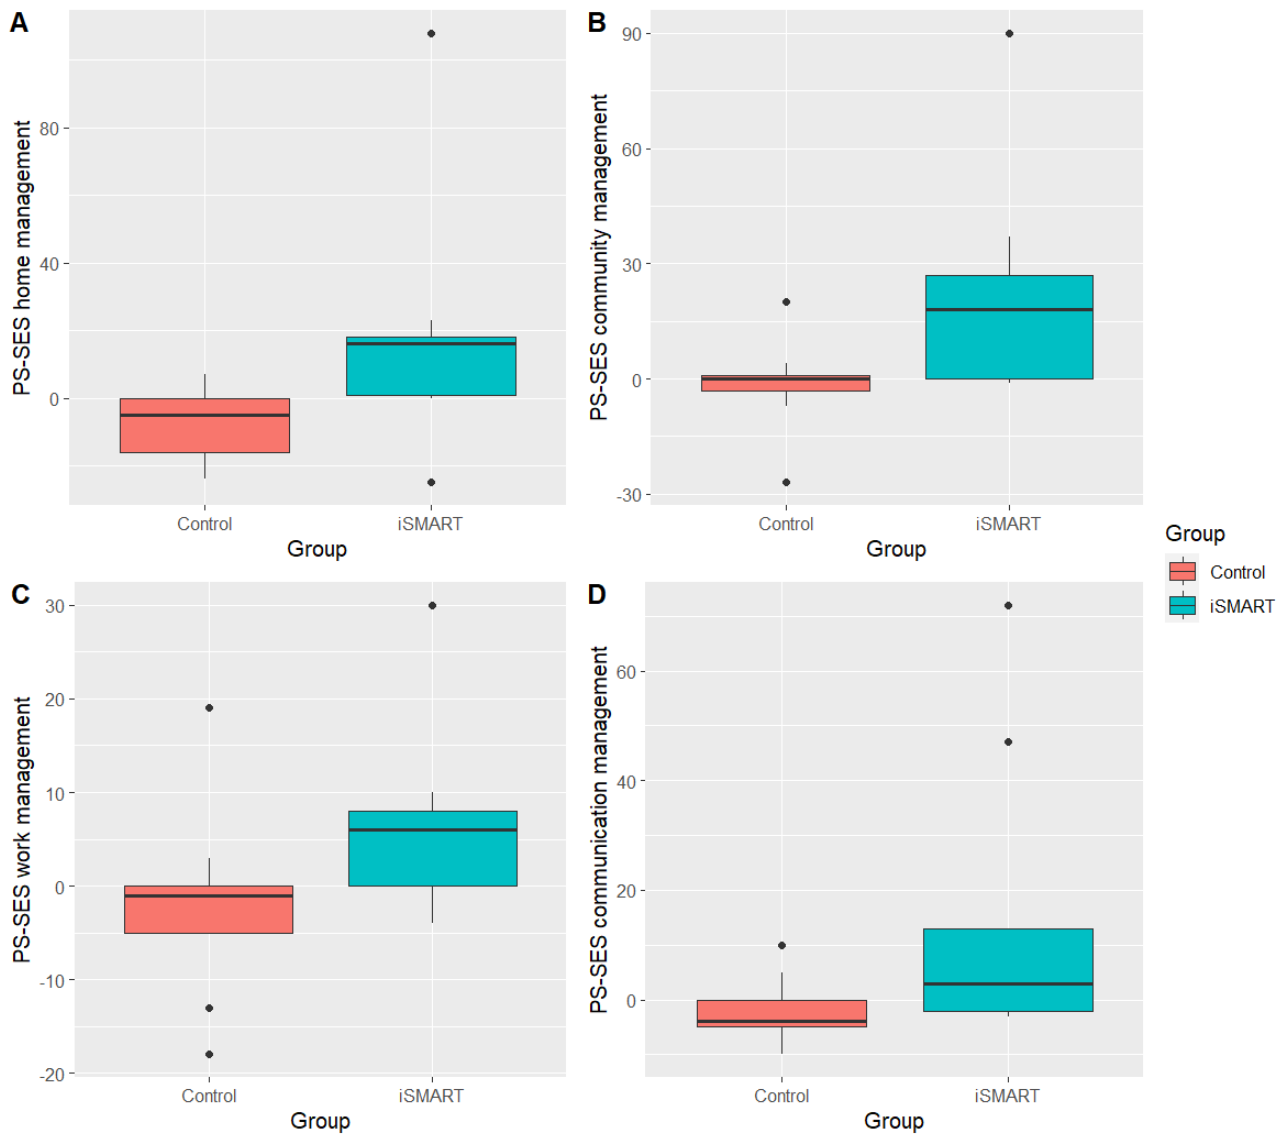 A
PS-SES home management
80
40
0
Control
iSMART
Group
B
PS-SES community management
90
60
30
0
-30
Control
iSMART
Group
Group
Control
iSMART
C
PS-SES work management
30
20
10
0
-10
-20
Control
iSMART
Group
D
PS-SES communication management
60
40
20
0
Control
iSMART
Group